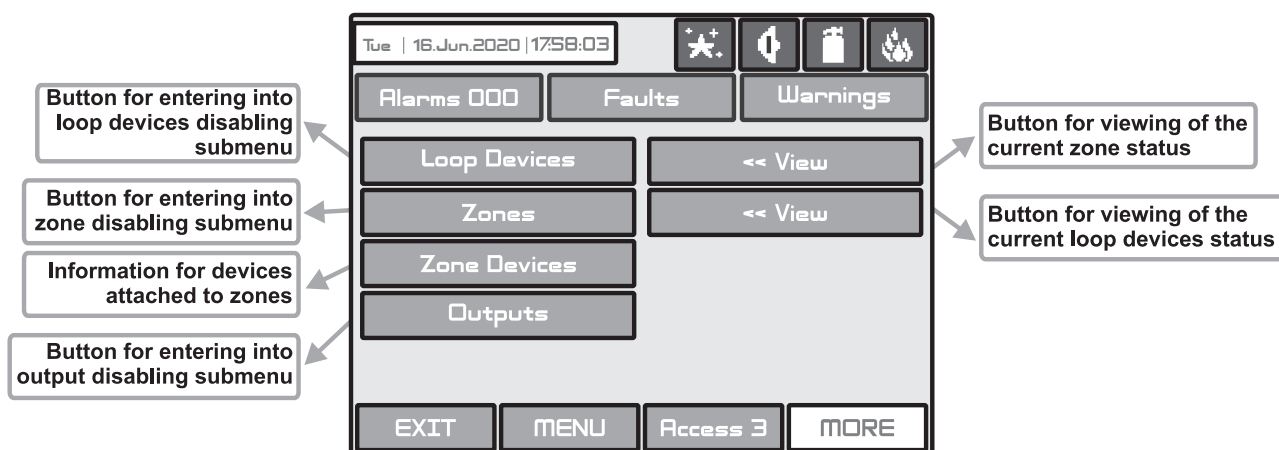 Tue | 16.Jun.2020 | 17:58:03
Alarms 000 Faults Warnings
Button for entering into
loop devices disabling
submenu
Button for entering into
zone disabling submenu
Information for devices
attached to zones
Button for entering into
output disabling submenu
Loop Devices << View
Zones << View
Zone Devices
Outputs
Button for viewing of the
current zone status
Button for viewing of the
current loop devices status
EXIT MENU Access 3 MORE